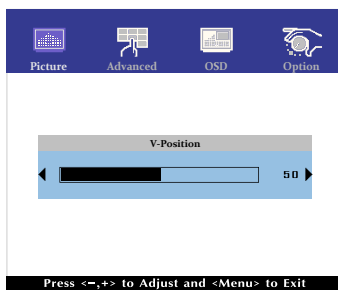 Picture Advanced OSD Option
V-Position
50
Press <-,+> to Adjust and <Menu> to Exit